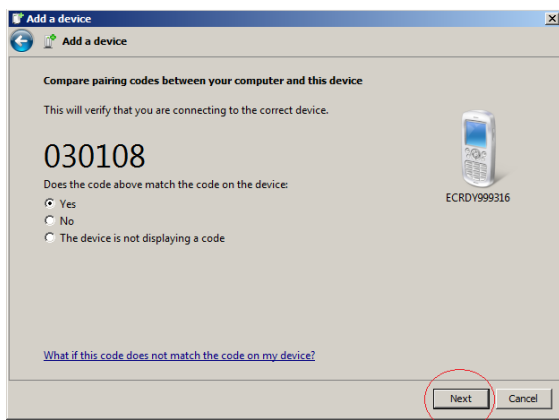 Add a device
Add a device
Compare pairing codes between your computer and this device
This will verify that you are connecting to the correct device.
030108
Does the code above match the code on the device:
Yes
No
The device is not displaying a code
ECRDY999316
What if this code does not match the code on my device?
Next
Cancel